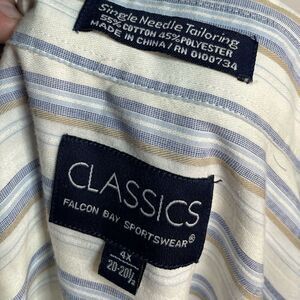 Single Needle Tailoring
55% COTTON 45% POLYESTER
MADE IN CHINA / RN 0100734
CLASSICS
FALCON BAY SPORTSWEAR®
4X
20-20½